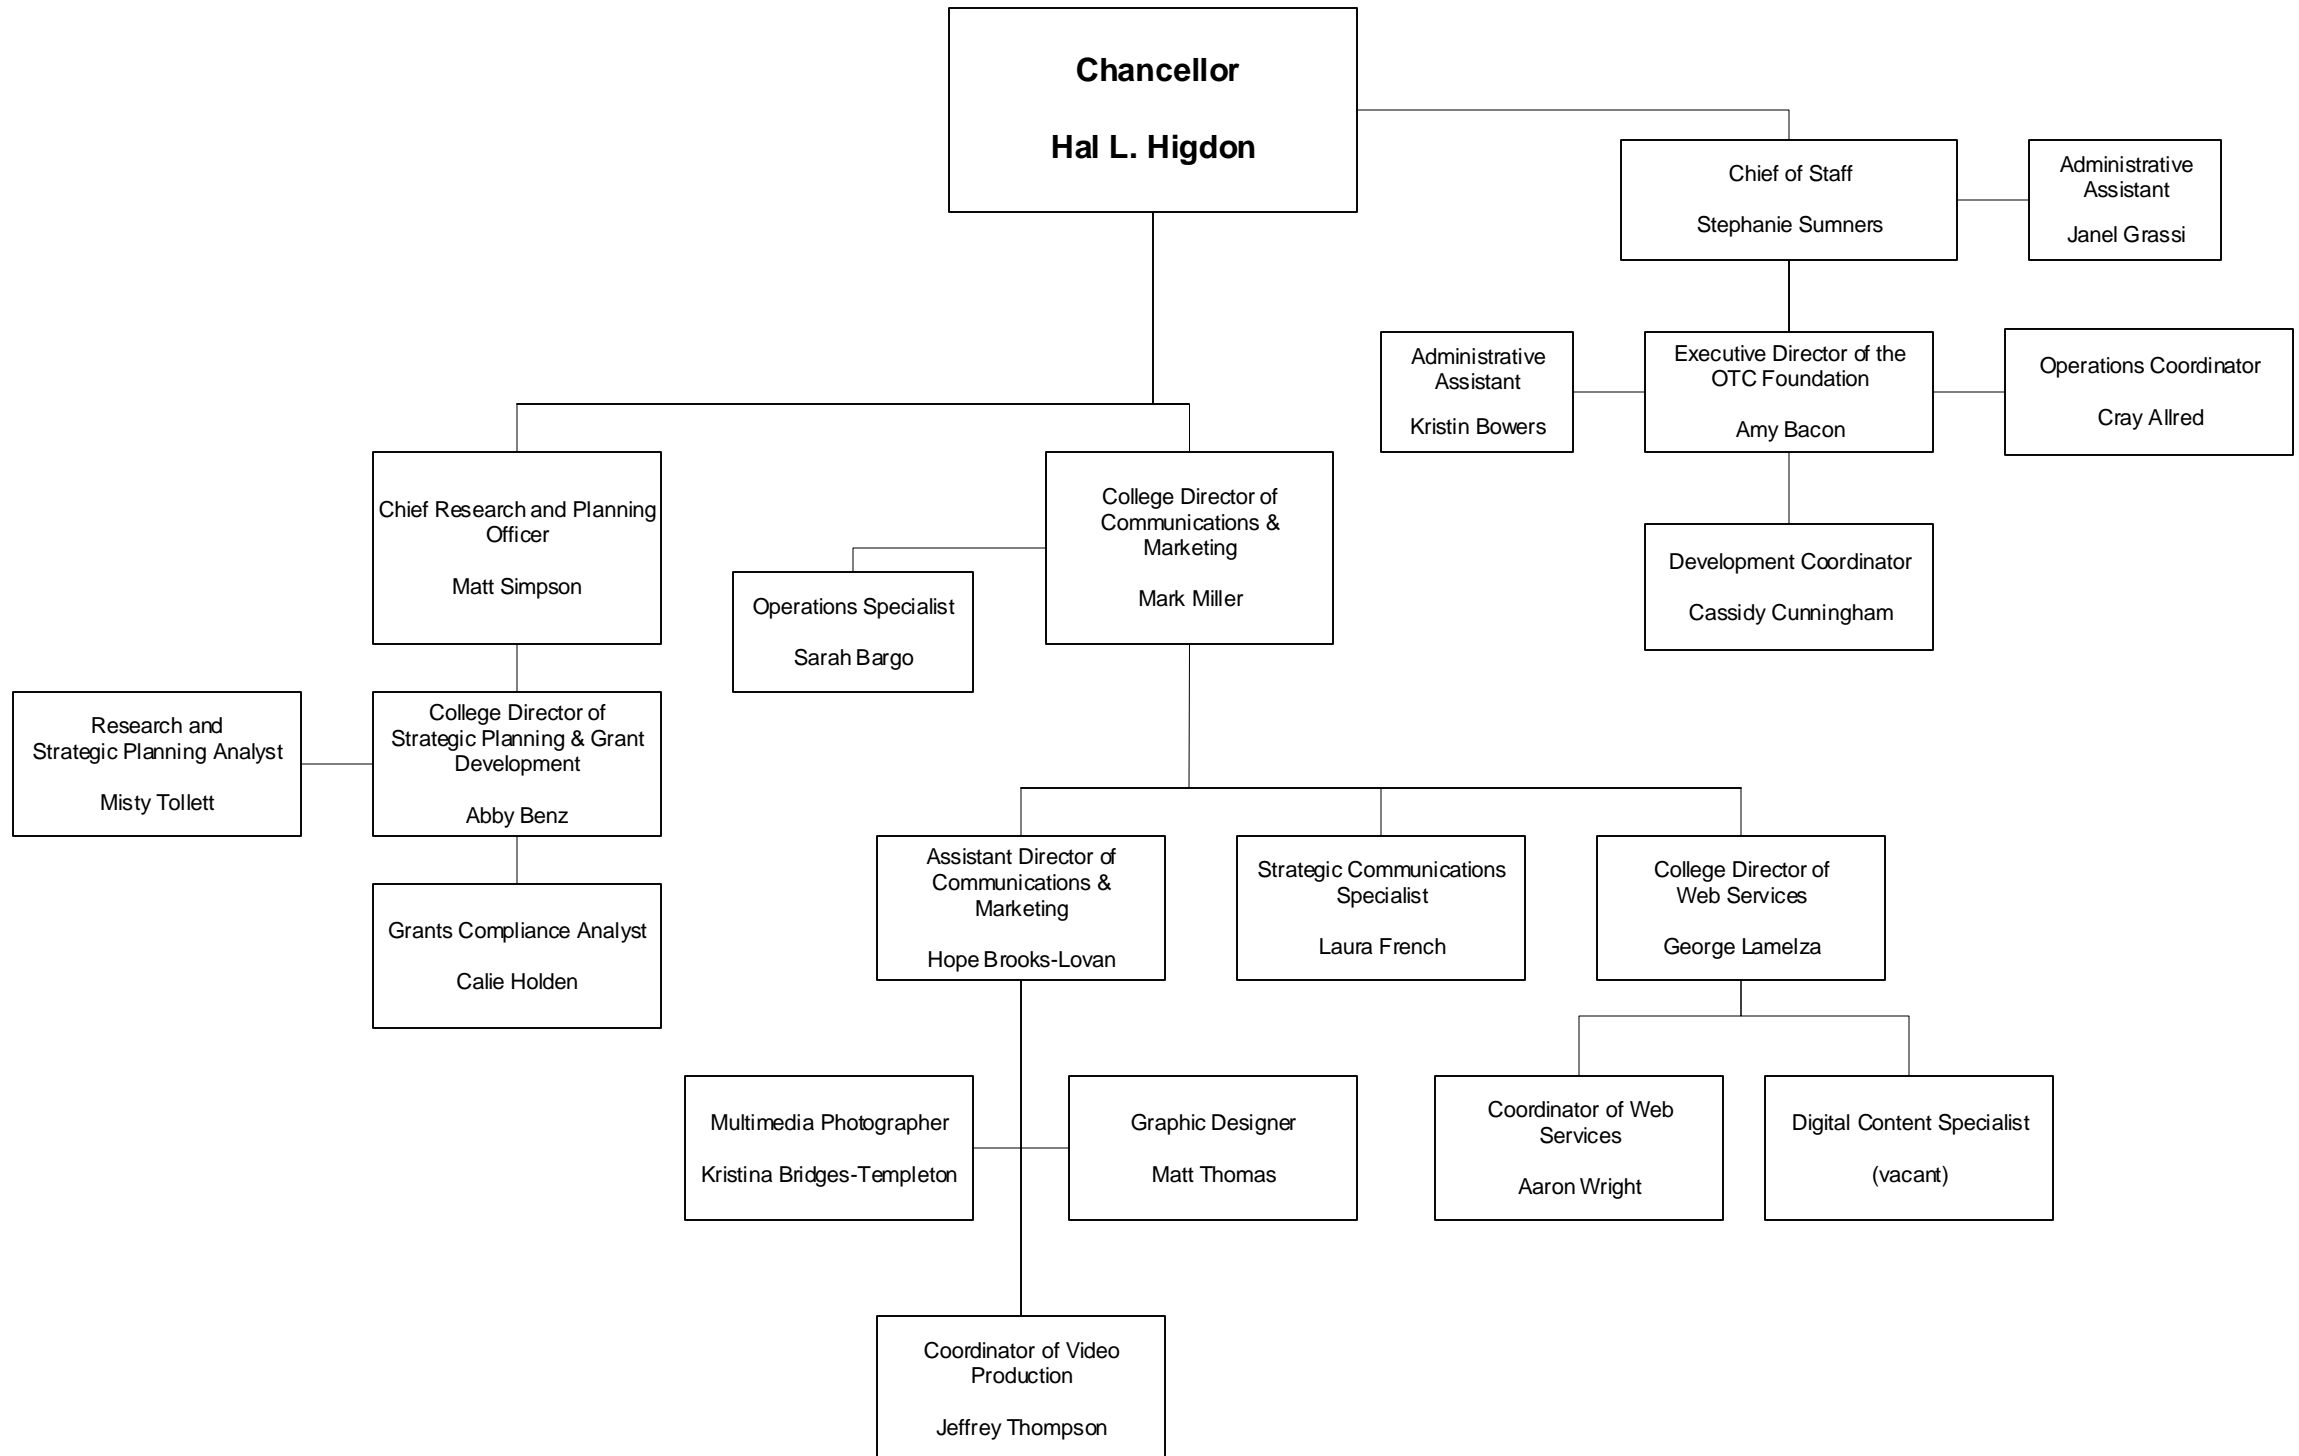 Chancellor
Hal L. Higdon
Chief of Staff
Stephanie Sumners
Administrative
Assistant
Janel Grassi
Administrative
Assistant
Kristin Bowers
Executive Director of the
OTC Foundation
Amy Bacon
Operations Coordinator
Cray Allred
Development Coordinator
Cassidy Cunningham
Chief Research and Planning
Officer
Matt Simpson
College Director of
Communications &
Marketing
Mark Miller
Operations Specialist
Sarah Bargo
Research and
Strategic Planning Analyst
Misty Tollett
College Director of
Strategic Planning & Grant
Development
Abby Benz
Grants Compliance Analyst
Calie Holden
Assistant Director of
Communications &
Marketing
Hope Brooks-Lovan
Strategic Communications
Specialist
Laura French
College Director of
Web Services
George Lamelza
Multimedia Photographer
Kristina Bridges-Templeton
Graphic Designer
Matt Thomas
Coordinator of Web
Services
Aaron Wright
Digital Content Specialist
(vacant)
Coordinator of Video
Production
Jeffrey Thompson